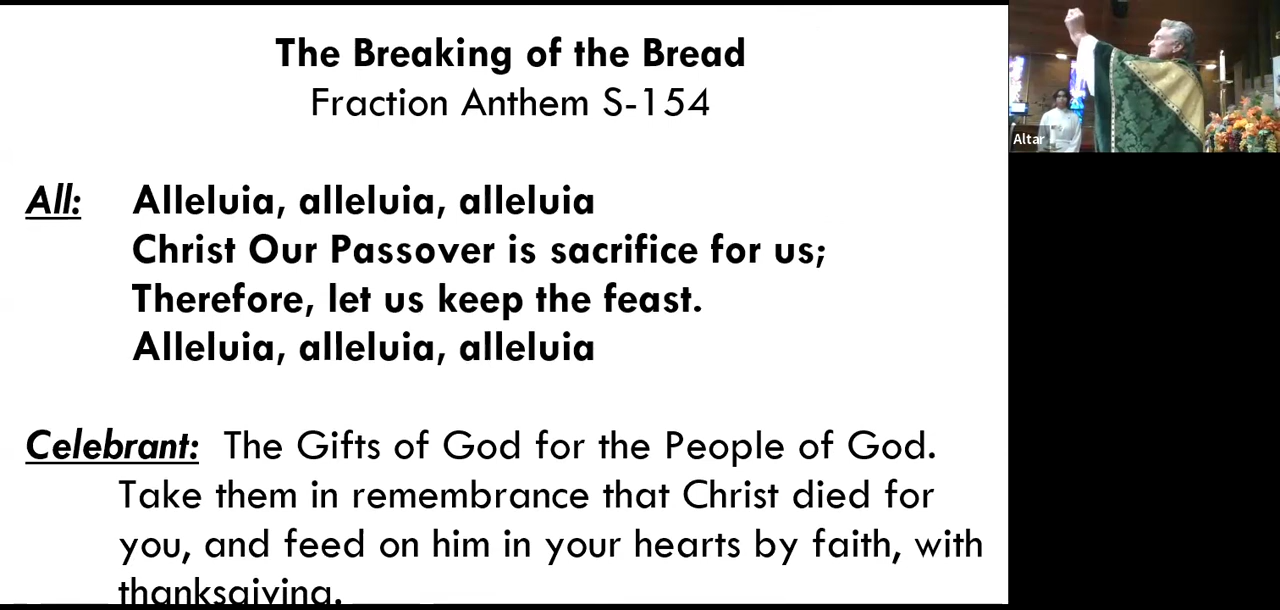 The Breaking of the Bread
Fraction Anthem S-154
All: Alleluia, alleluia, alleluia
Christ Our Passover is sacrifice for us;
Therefore, let us keep the feast.
Alleluia, alleluia, alleluia
Celebrant: The Gifts of God for the People of God.
Take them in remembrance that Christ died for
you, and feed on him in your hearts by faith, with
thanksgiving.
Altar